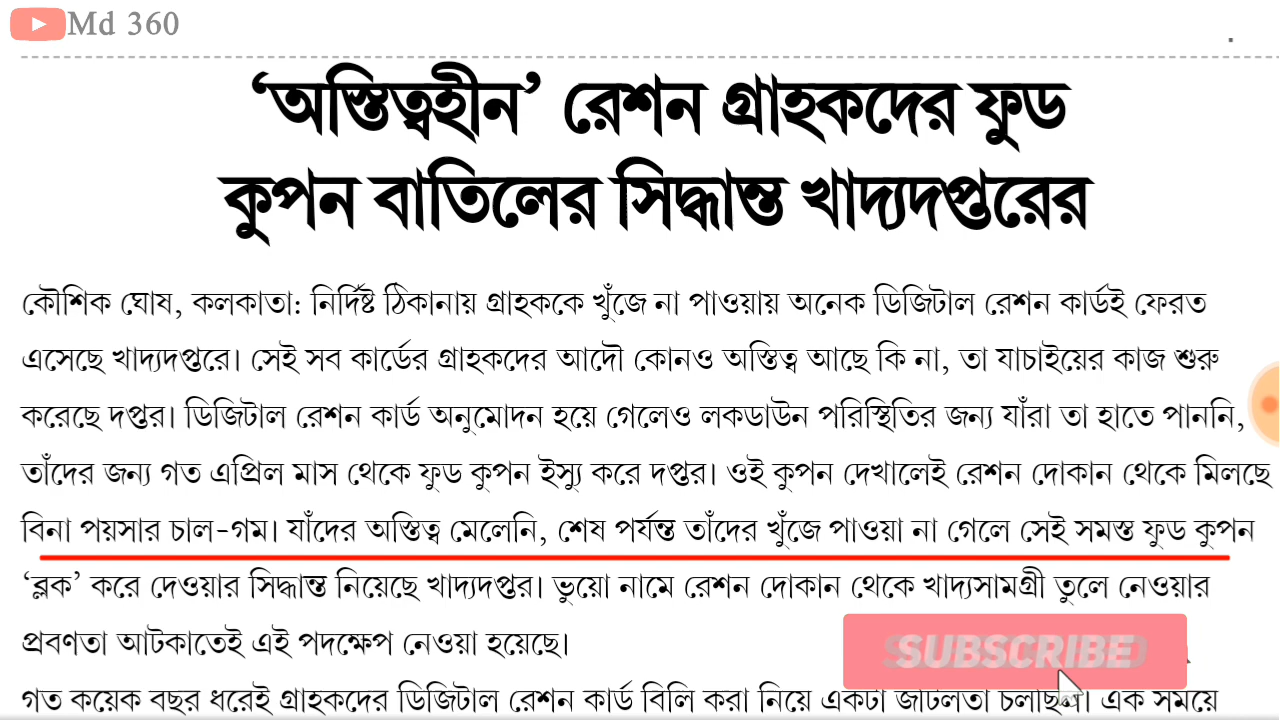 Md 360
‘অস্তিত্বহীন’ রেশন গ্রাহকদের ফুড
কুপন বাতিলের সিদ্ধান্ত খাদ্যদপ্তরের
কৌশিক ঘোষ, কলকাতা: নির্দিষ্ট ঠিকানায় গ্রাহককে খুঁজে না পাওয়ায় অনেক ডিজিটাল রেশন কার্ডই ফেরত
এসেছে খাদ্যদপ্তরে। সেই সব কার্ডের গ্রাহকদের আদৌ কোনও অস্তিত্ব আছে কি না, তা যাচাইয়ের কাজ শুরু
করেছে দপ্তর। ডিজিটাল রেশন কার্ড অনুমোদন হয়ে গেলেও লকডাউন পরিস্থিতির জন্য যাঁরা তা হাতে পাননি,
তাঁদের জন্য গত এপ্রিল মাস থেকে ফুড কুপন ইস্যু করে দপ্তর। ওই কুপন দেখালেই রেশন দোকান থেকে মিলছে
বিনা পয়সার চাল-গম। যাঁদের অস্তিত্ব মেলেনি, শেষ পর্যন্ত তাঁদের খুঁজে পাওয়া না গেলে সেই সমস্ত ফুড কুপন
‘ব্লক’ করে দেওয়ার সিদ্ধান্ত নিয়েছে খাদ্যদপ্তর। ভুয়ো নামে রেশন দোকান থেকে খাদ্যসামগ্রী তুলে নেওয়ার
প্রবণতা আটকাতেই এই পদক্ষেপ নেওয়া হয়েছে।
SUBSCRIBE
গত কয়েক বছর ধরেই গ্রাহকদের ডিজিটাল রেশন কার্ড বিলি করা নিয়ে একটা জটিলতা চলছিল। এক সময়ে